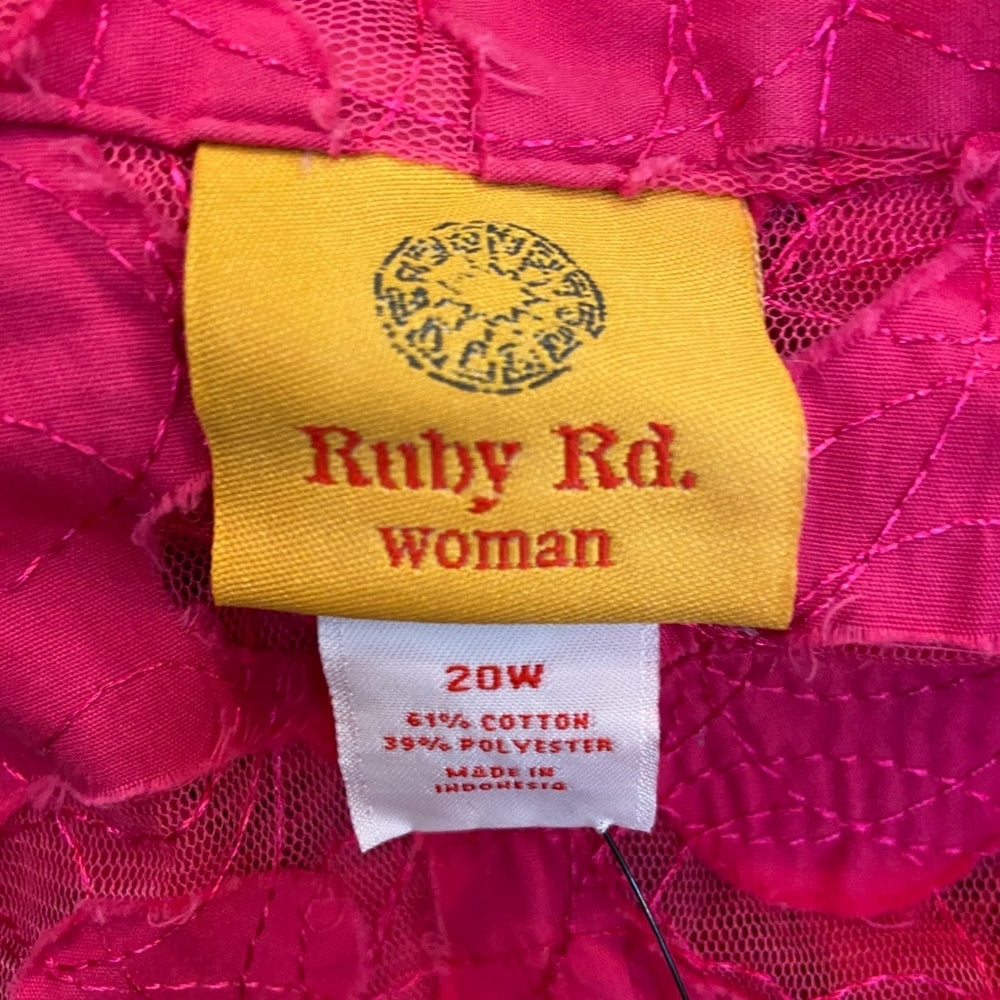 Ruby Rd.
woman
20W
61% COTTON
39% POLYESTER
MADE IN
INDONESIA